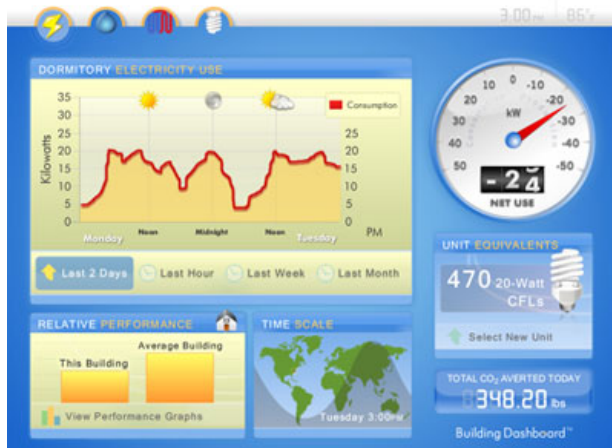 3:00 PM 85°F
DORMITORY ELECTRICITY USE
35
30
25
20
15
10
5
0
Kilowatts
Consumption
25
20
15
10
5
0
Monday Noon Midnight Noon Tuesday PM
Last 2 Days Last Hour Last Week Last Month
50 40 30 20 10 0 -10 -20 -30 -40 -50
kW
NET USE
UNIT EQUIVALENTS
470 20-Watt
CFLs
Select New Unit
RELATIVE PERFORMANCE
This Building
Average Building
View Performance Graphs
TIME SCALE
Tuesday 3:00PM
TOTAL CO₂ AVERTED TODAY
348.20 lbs
Building Dashboard™